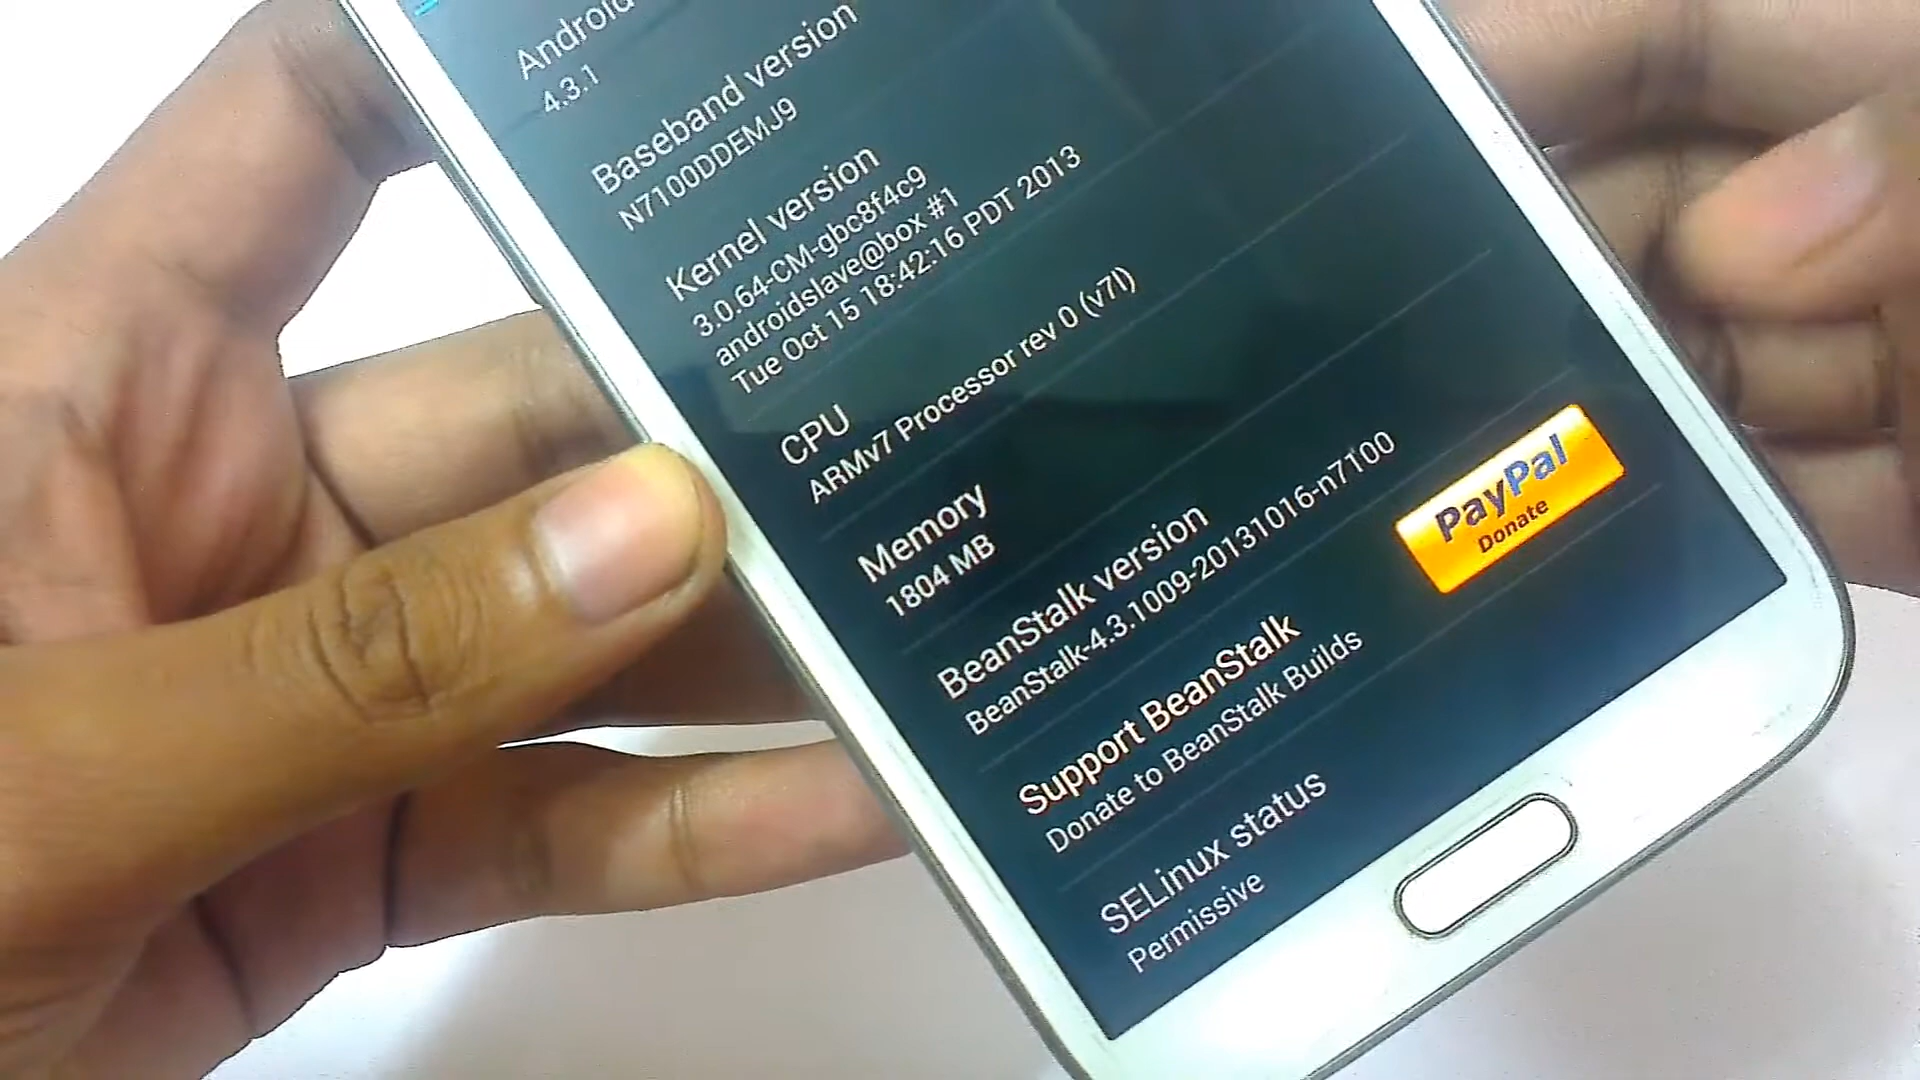 Android
4.3.1
Baseband version
N7100DDEMJ9
Kernel version
3.0.64-CM-gbc8f4c9
androidslave@box #1
Tue Oct 15 18:42:16 PDT 2013
CPU
ARMv7 Processor rev 0 (v7l)
Memory
1804 MB
BeanStalk version
BeanStalk-4.3.1009-20131016-n7100
Support BeanStalk
Donate to BeanStalk Builds
PayPal
Donate
SELinux status
Permissive